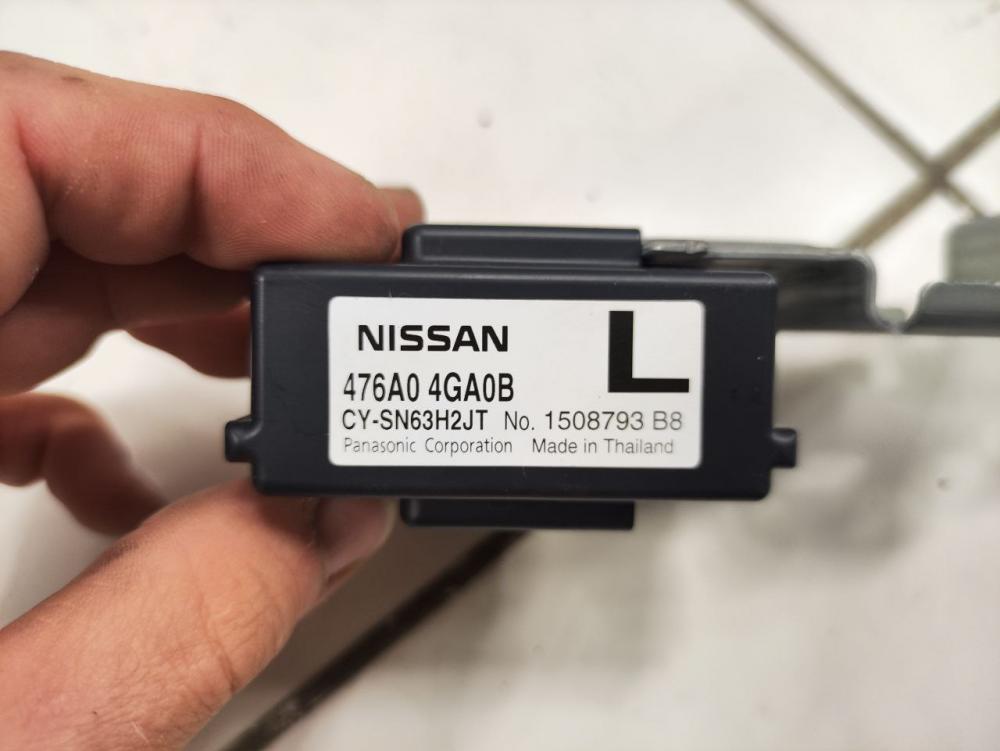 NISSAN
L
476A0 4GA0B
CY-SN63H2JT No. 1508793 B8
Panasonic Corporation Made in Thailand